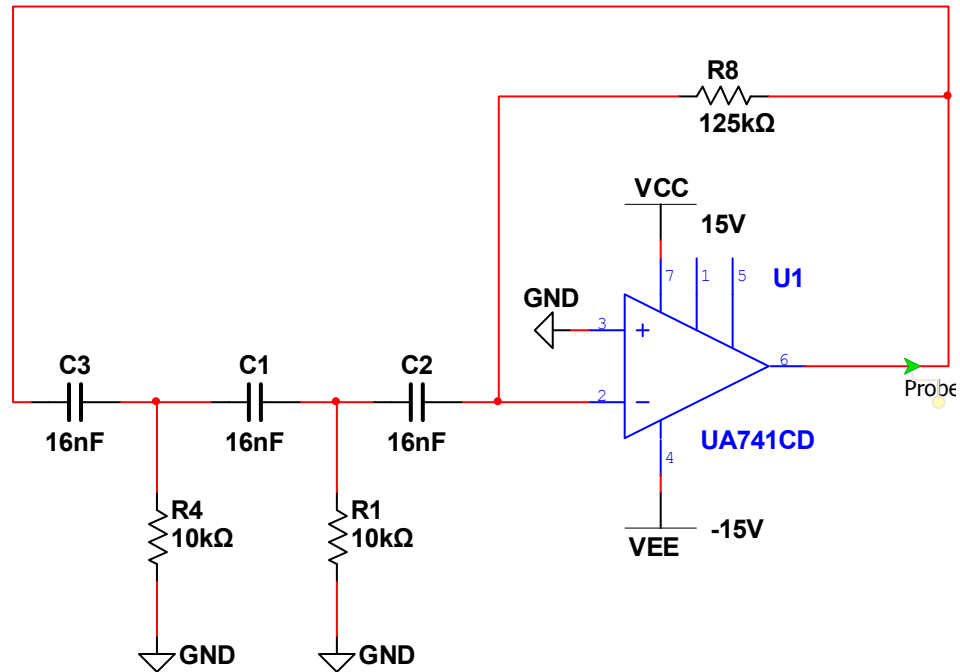 R8
125kΩ
VCC
15V
7
1
5
U1
GND
3
+
C3
C1
C2
6
Probe
2
−
16nF
16nF
16nF
UA741CD
4
R4
10kΩ
R1
10kΩ
-15V
VEE
GND
GND